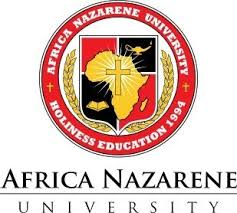 AFRICA NAZARENE UNIVERSITY
HOLINESS EDUCATION 1994
AFRICA NAZARENE
UNIVERSITY